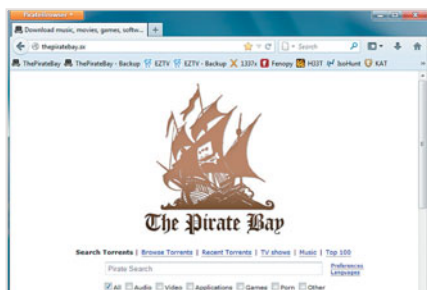 PirateBrowser
Download music, movies, games, softw...
thepiratebay.sx
Search
ThePirateBay ThePirateBay - Backup EZTV EZTV - Backup 1337x Fenopy H33T IsoHunt KAT
The Pirate Bay
Search Torrents | Browse Torrents | Recent Torrents | TV shows | Music | Top 100
Pirate Search
Preferences
Languages
All Audio Video Applications Games Porn Other